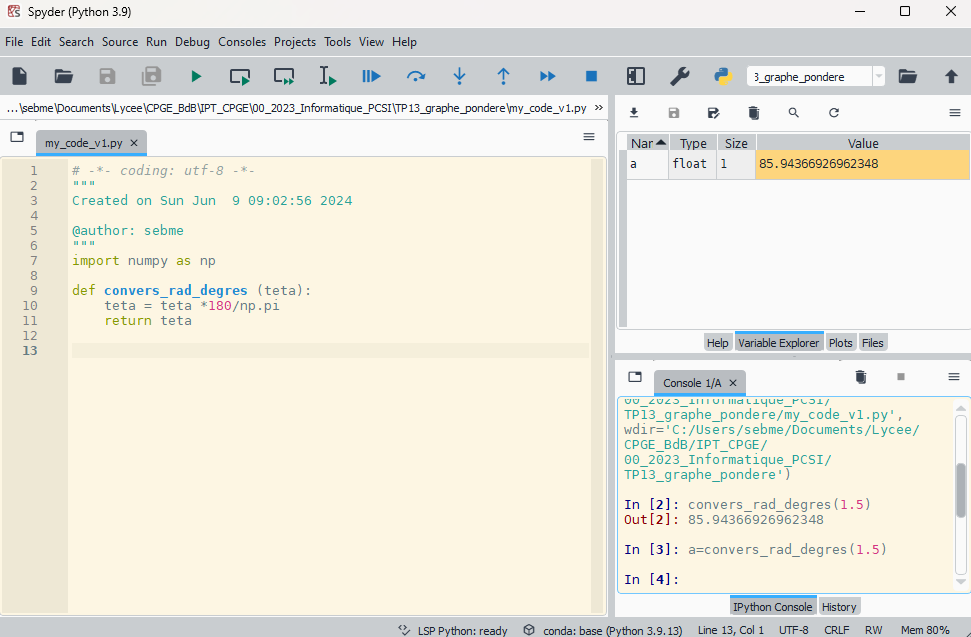 Spyder (Python 3.9)
File Edit Search Source Run Debug Consoles Projects Tools View Help
3_graphe_pondere
...\sebme\Documents\Lycee\CPGE_BdB\IPT_CPGE\00_2023_Informatique_PCSI\TP13_graphe_pondere\my_code_v1.py »
my_code_v1.py
1 # -*- coding: utf-8 -*-
2 """
3 Created on Sun Jun  9 09:02:56 2024
4
5 @author: sebme
6 """
7 import numpy as np
8
9 def convers_rad_degres (teta):
10     teta = teta *180/np.pi
11     return teta
12
13
Nar Type Size Value
a float 1 85.94366926962348
Help Variable Explorer Plots Files
Console 1/A
00_2023_Informatique_PCSI/
TP13_graphe_pondere/my_code_v1.py',
wdir='C:/Users/sebme/Documents/Lycee/
CPGE_BdB/IPT_CPGE/
00_2023_Informatique_PCSI/
TP13_graphe_pondere')
In [2]: convers_rad_degres(1.5)
Out[2]: 85.94366926962348
In [3]: a=convers_rad_degres(1.5)
In [4]:
IPython Console History
LSP Python: ready conda: base (Python 3.9.13) Line 13, Col 1 UTF-8 CRLF RW Mem 80%